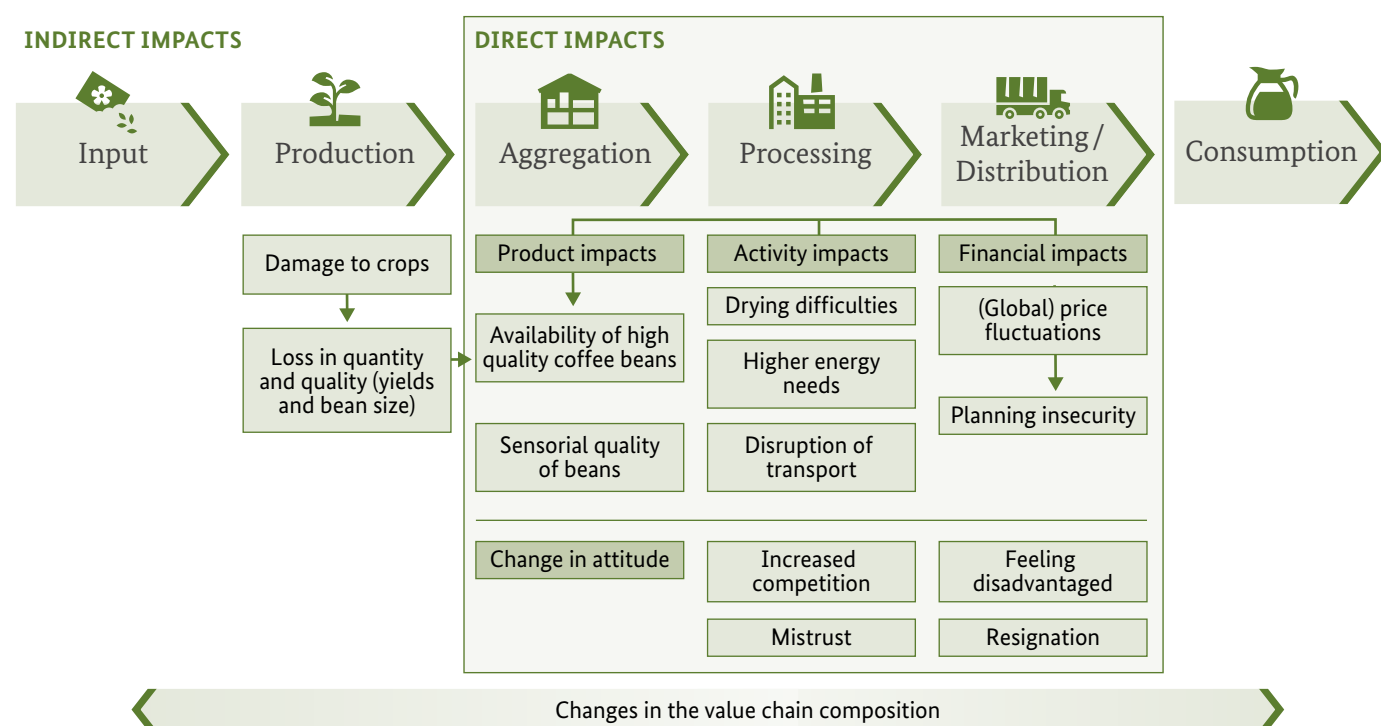 INDIRECT IMPACTS
DIRECT IMPACTS
Input
Production
Aggregation
Processing
Marketing /
Distribution
Consumption
Damage to crops
Loss in quantity
and quality (yields
and bean size)
Product impacts
Availability of high
quality coffee beans
Sensorial quality
of beans
Activity impacts
Drying difficulties
Higher energy
needs
Disruption of
transport
Financial impacts
(Global) price
fluctuations
Planning insecurity
Change in attitude
Increased
competition
Feeling
disadvantaged
Mistrust
Resignation
Changes in the value chain composition